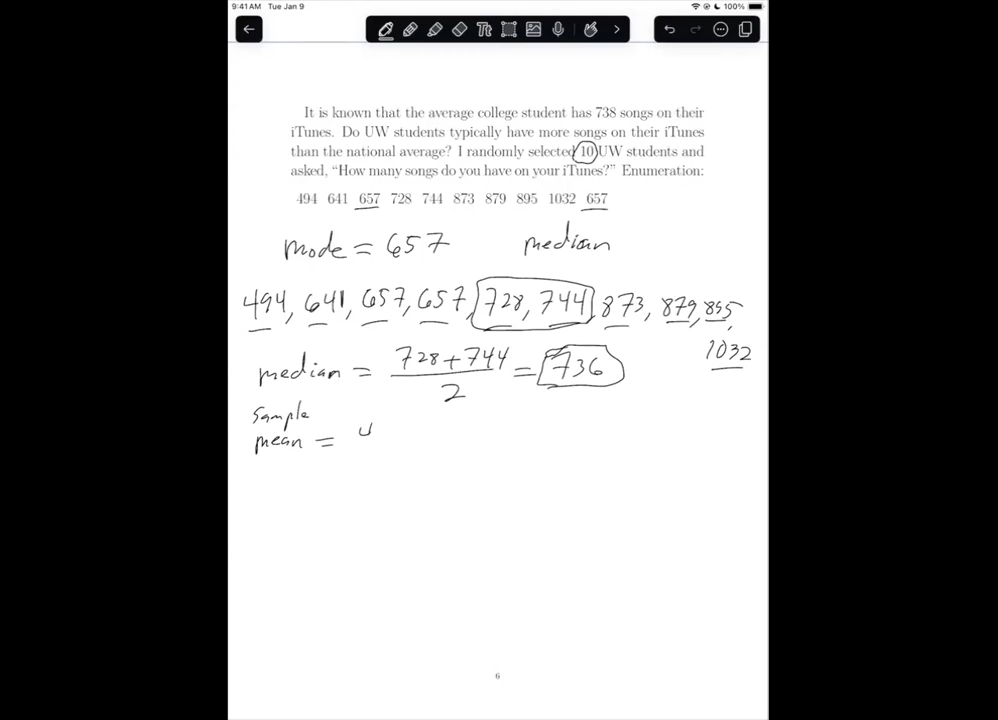 9:41 AM Tue Jan 9 100%
Tt
It is known that the average college student has 738 songs on their
iTunes. Do UW students typically have more songs on their iTunes
than the national average? I randomly selected 10 UW students and
asked, “How many songs do you have on your iTunes?” Enumeration:
494 641 657 728 744 873 879 895 1032 657
mode = 657 median
494, 641, 657, 657, 728, 744, 873, 879, 895,
1032
median = 728 + 744 / 2 = 736
Sample
mean = 4
6